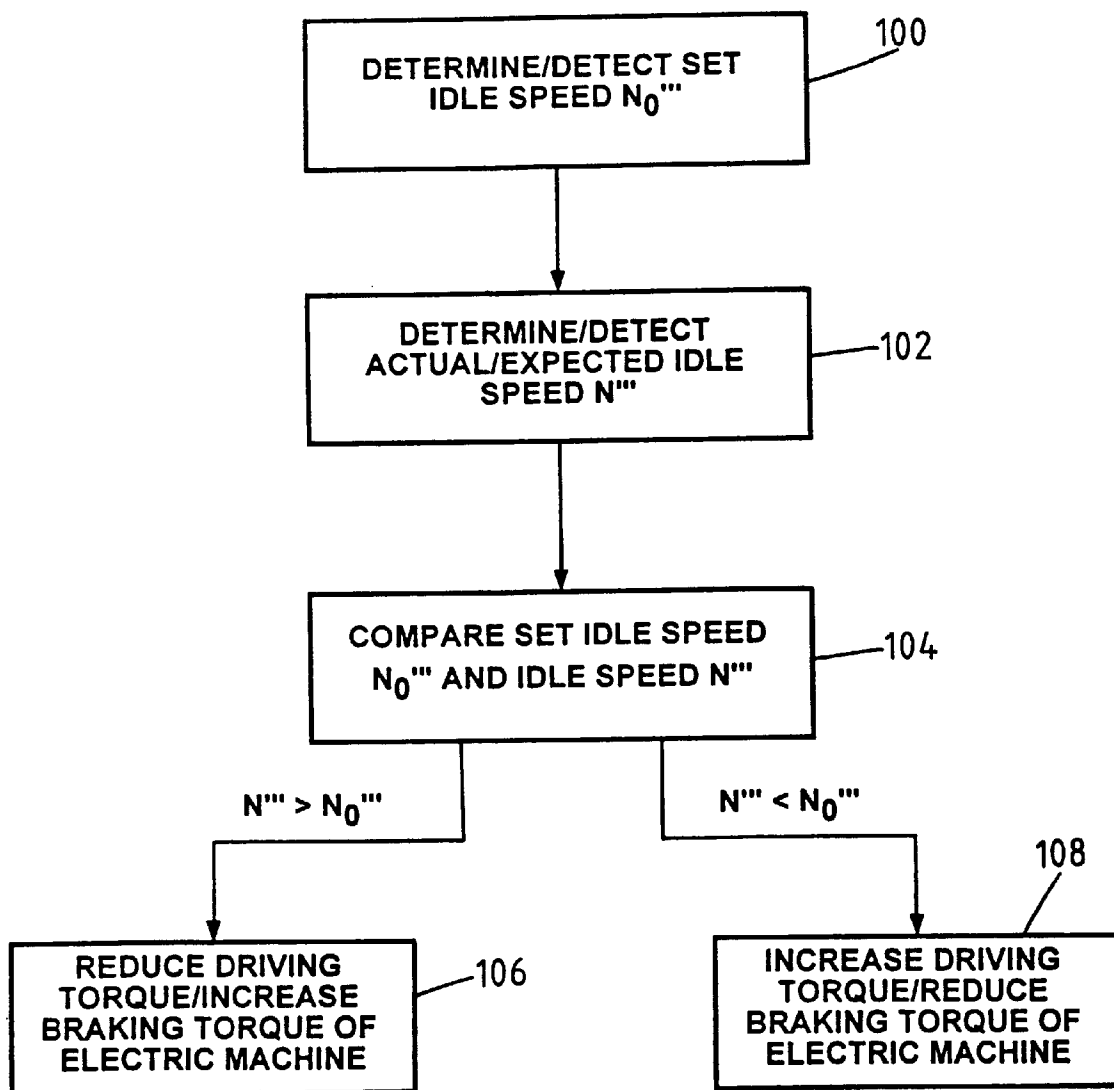 100
DETERMINE/DETECT SET
IDLE SPEED N0'''
DETERMINE/DETECT
ACTUAL/EXPECTED IDLE
SPEED N'''
102
COMPARE SET IDLE SPEED
N0''' AND IDLE SPEED N'''
104
N''' > N0'''
N''' < N0'''
108
REDUCE DRIVING
TORQUE/INCREASE
BRAKING TORQUE OF
ELECTRIC MACHINE
106
INCREASE DRIVING
TORQUE/REDUCE
BRAKING TORQUE OF
ELECTRIC MACHINE